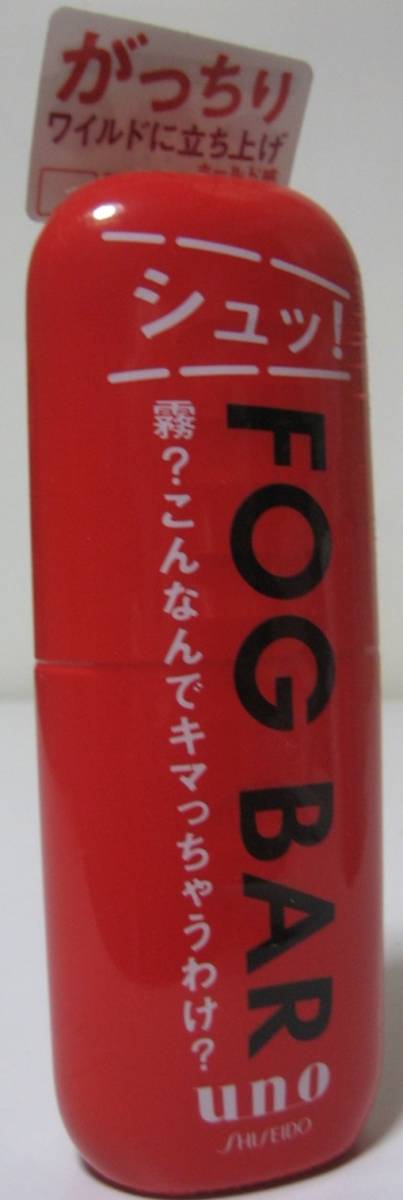 がっちり
ワイルドに立ち上げ
シュッ!
FOG BAR
霧?こんなんでキマっちゃうわけ?
uno
SHISEIDO